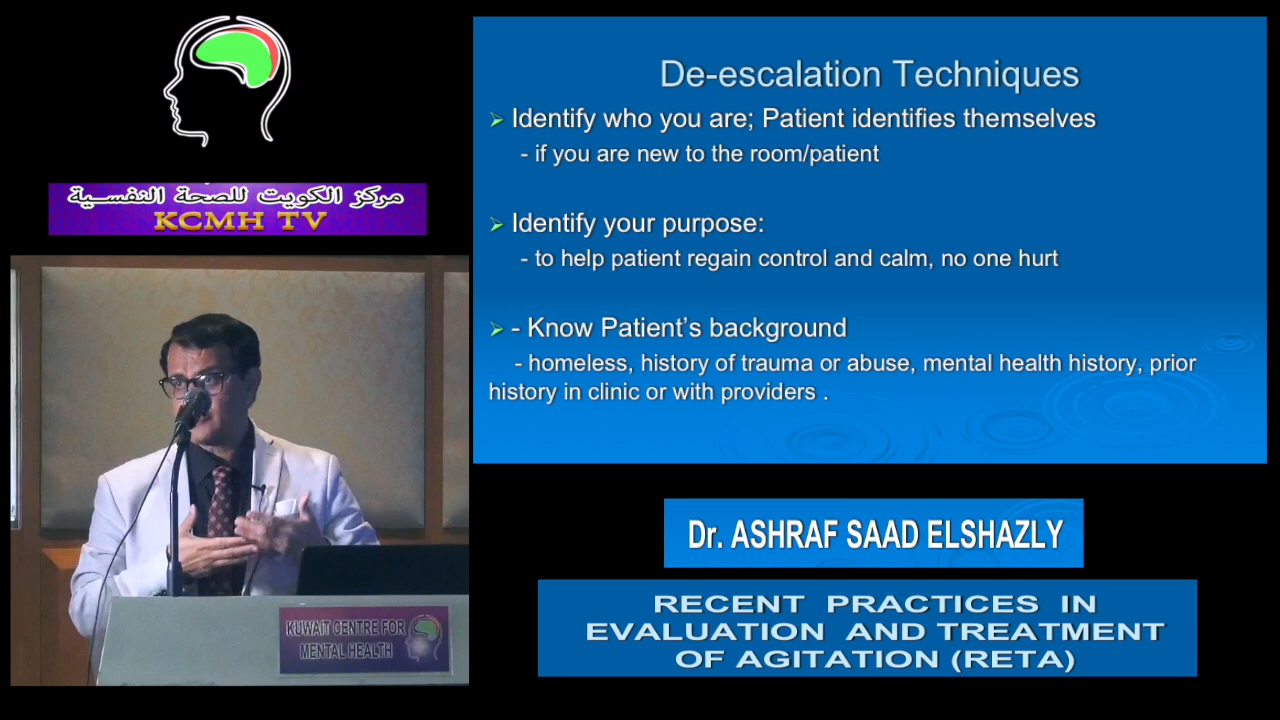 مركز الكويت للصحة النفسية
KCMH TV
De-escalation Techniques
➢ Identify who you are; Patient identifies themselves
- if you are new to the room/patient
➢ Identify your purpose:
- to help patient regain control and calm, no one hurt
➢ - Know Patient's background
- homeless, history of trauma or abuse, mental health history, prior
history in clinic or with providers .
KUWAIT CENTRE FOR
MENTAL HEALTH
Dr. ASHRAF SAAD ELSHAZLY
RECENT PRACTICES IN
EVALUATION AND TREATMENT
OF AGITATION (RETA)